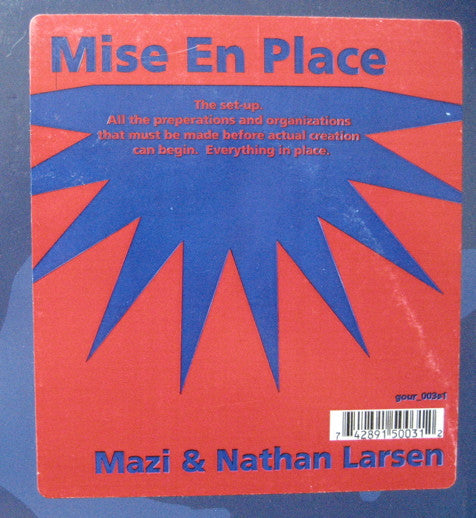 Mise En Place
The set-up.
All the preperations and organizations
that must be made before actual creation
can begin. Everything in place.
gour_003e1
7 42891 50031 2
Mazi & Nathan Larsen